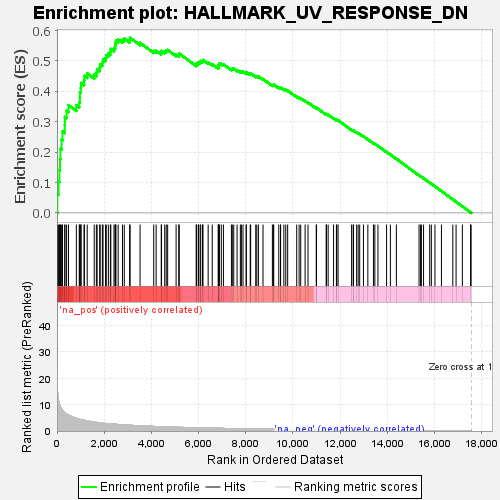 Enrichment plot: HALLMARK_UV_RESPONSE_DN
Enrichment score (ES)
0.6
0.5
0.4
0.3
0.2
0.1
0.0
'na_pos' (positively correlated)
Ranked list metric (PreRanked)
40
30
20
10
0
Zero cross at 1
'na_neg' (negatively correlated)
0 2,000 4,000 6,000 8,000 10,000 12,000 14,000 16,000 18,000
Rank in Ordered Dataset
Enrichment profile Hits Ranking metric scores